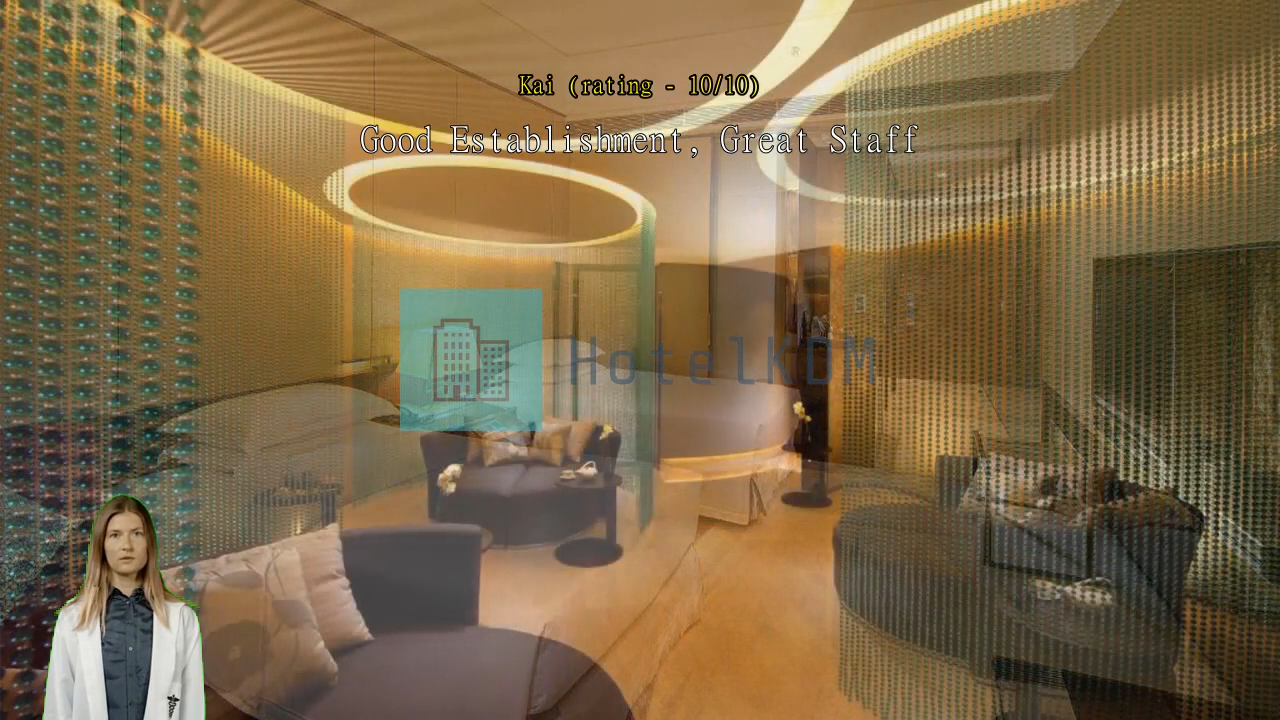 Kai (rating - 10/10)
Good Establishment, Great Staff
HotelKDM